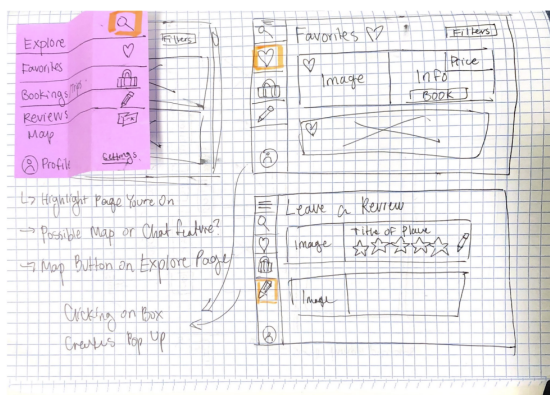 Explore
Favorites
Bookings
Reviews
Map
Profile
Settings
Filters
↳ Highlight Page You're On
→ Possible Map or Chat feature?
→ Map Button on Explore Page
Clicking on Box
Creates Pop Up
Favorites ♡
Filters
Image
Info
Price
BOOK
Leave a Review
Image
Title of Place
Image